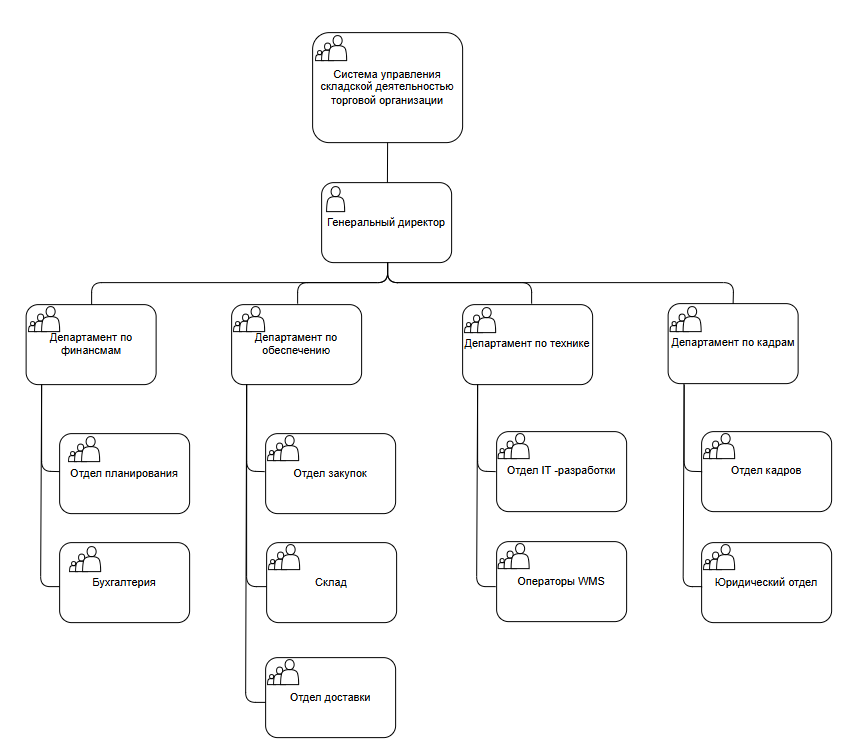 Система управления
складской деятельностью
торговой организации
Генеральный директор
Департамент по
финансмам
Департамент по
обеспечению
Департамент по технике
Департамент по кадрам
Отдел планирования
Отдел закупок
Отдел IT -разработки
Отдел кадров
Бухгалтерия
Склад
Операторы WMS
Юридический отдел
Отдел доставки